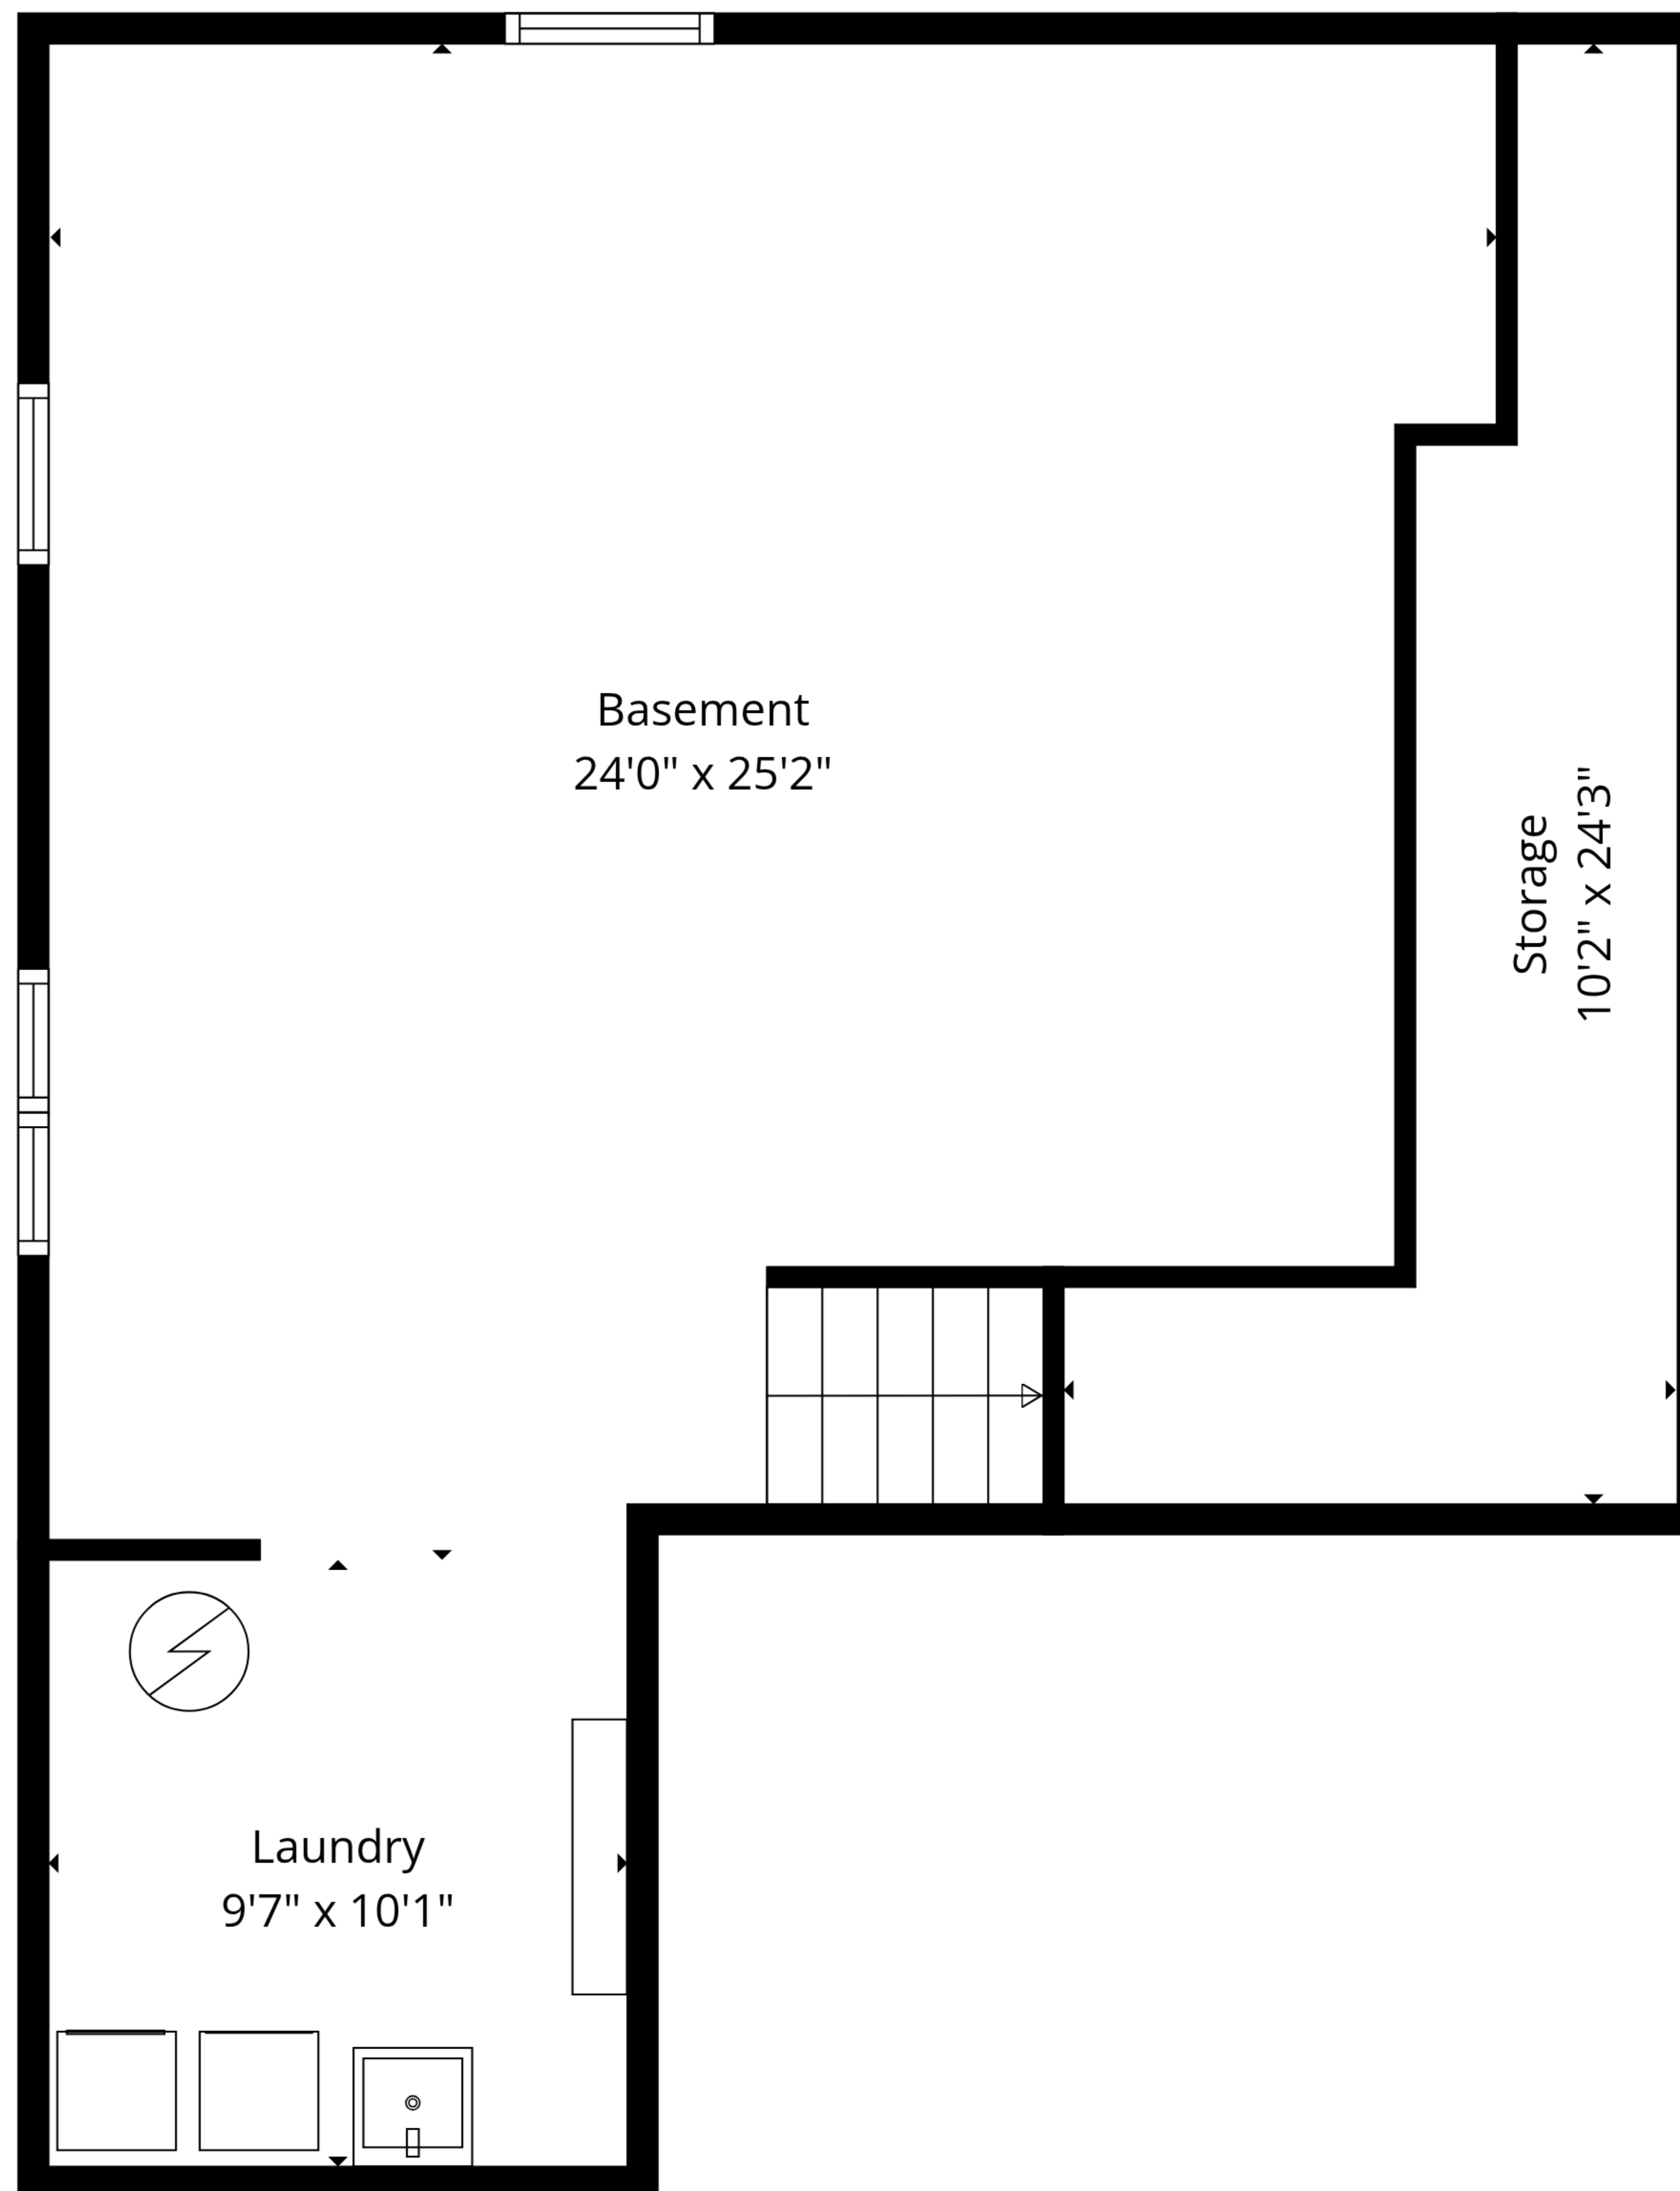 Basement
24'0" x 25'2"
Storage
10'2" x 24'3"
Laundry
9'7" x 10'1"